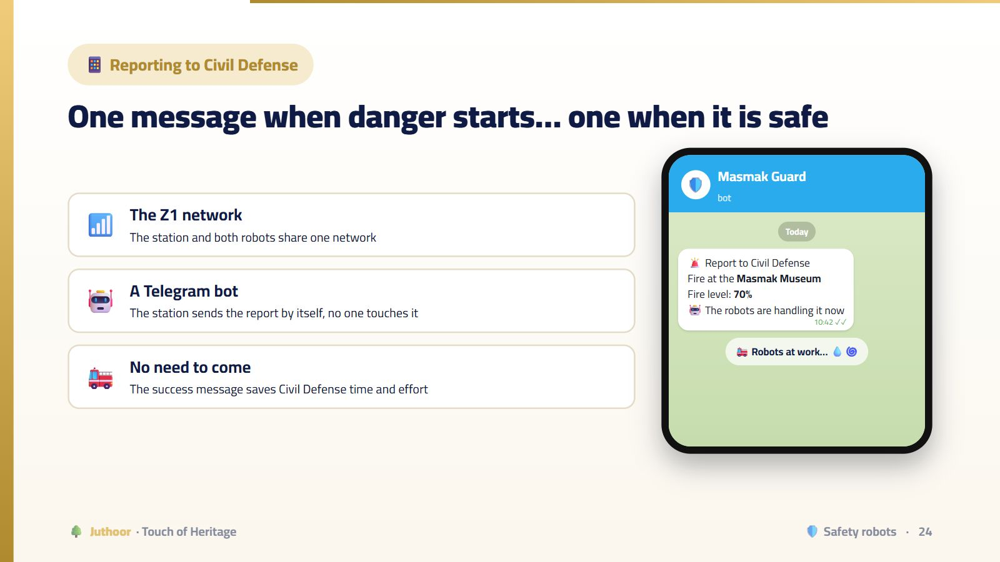 Reporting to Civil Defense
One message when danger starts... one when it is safe
The Z1 network
The station and both robots share one network
A Telegram bot
The station sends the report by itself, no one touches it
No need to come
The success message saves Civil Defense time and effort
Masmak Guard
bot
Today
Report to Civil Defense
Fire at the Masmak Museum
Fire level: 70%
The robots are handling it now
10:42 ✓✓
Robots at work...
Juthoor · Touch of Heritage
Safety robots · 24